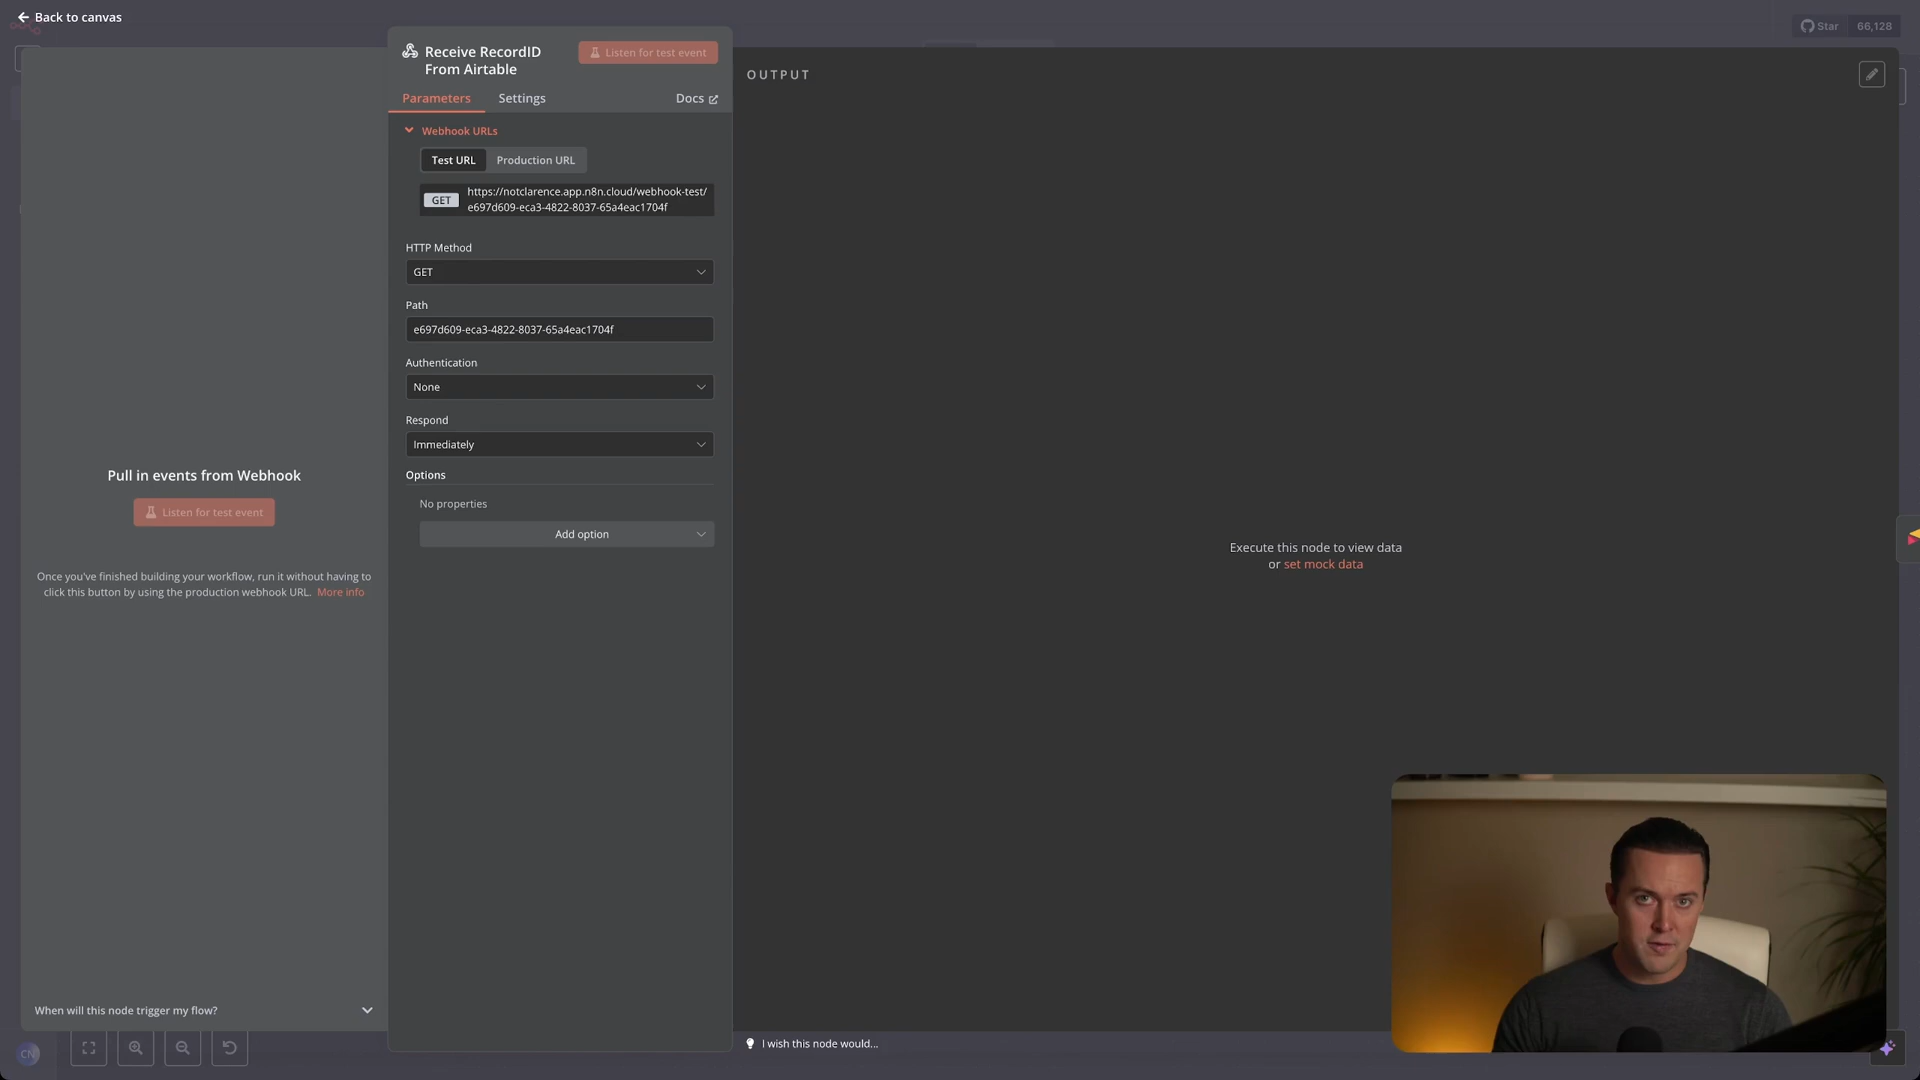 Back to canvas
Star 66,128
Receive RecordID
From Airtable
Listen for test event
Parameters
Settings
Docs
Webhook URLs
Test URL
Production URL
GET
https://notclarence.app.n8n.cloud/webhook-test/
e697d609-eca3-4822-8037-65a4eac1704f
HTTP Method
GET
Path
e697d609-eca3-4822-8037-65a4eac1704f
Authentication
None
Respond
Immediately
Options
No properties
Add option
Pull in events from Webhook
Listen for test event
Once you've finished building your workflow, run it without having to
click this button by using the production webhook URL. More info
When will this node trigger my flow?
CN
OUTPUT
Execute this node to view data
or set mock data
I wish this node would...